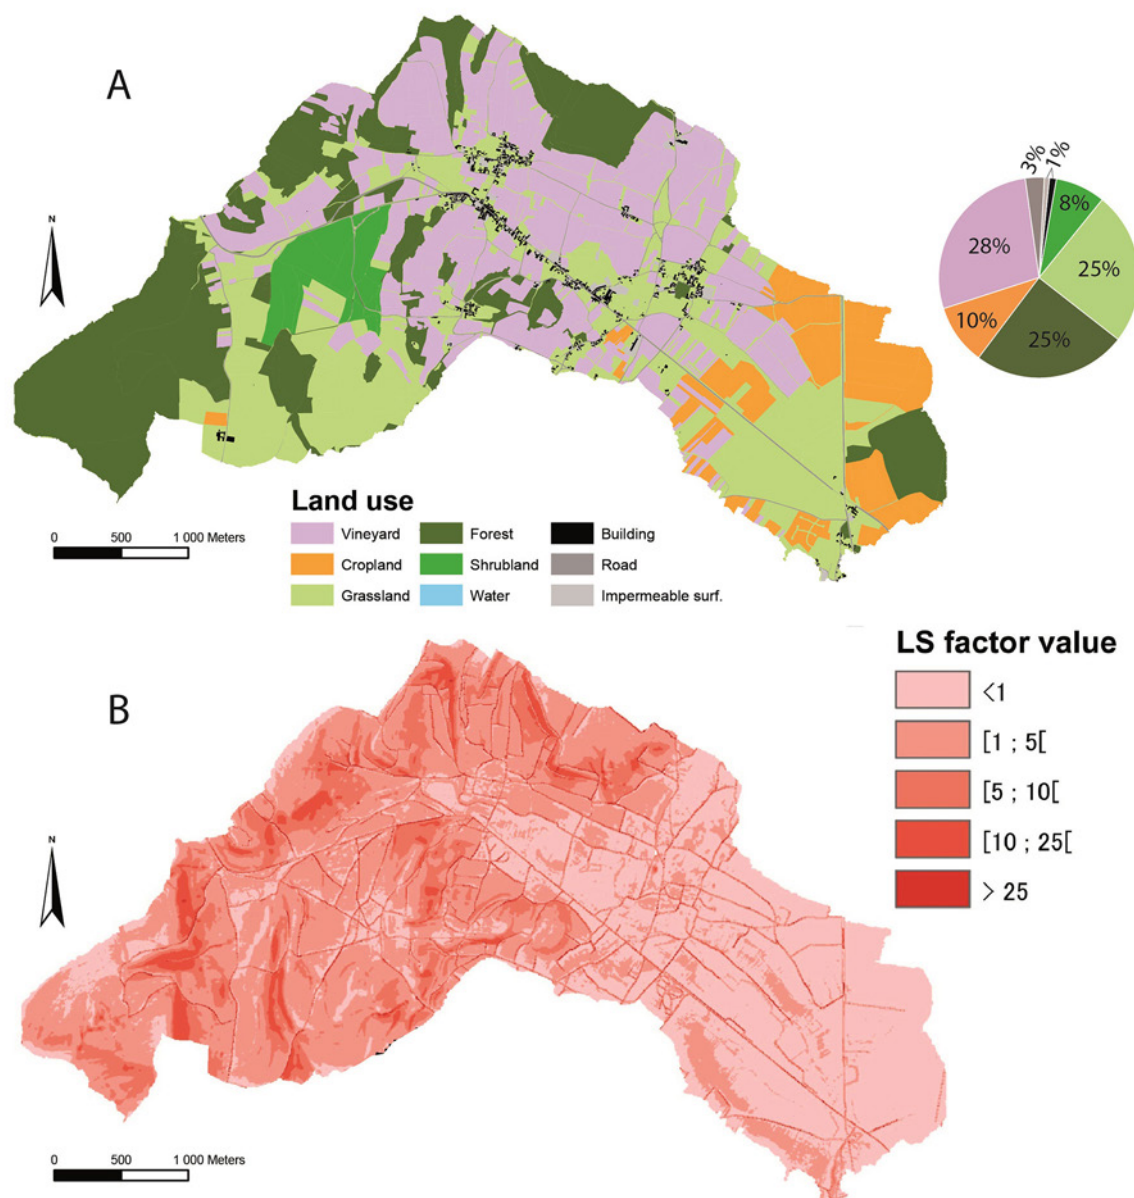 A
N
0 500 1 000 Meters
Land use
Vineyard Forest Building
Cropland Shrubland Road
Grassland Water Impermeable surf.
3% 1%
8%
28% 25%
10% 25%
B
N
0 500 1 000 Meters
LS factor value
<1
[1 ; 5[
[5 ; 10[
[10 ; 25[
> 25